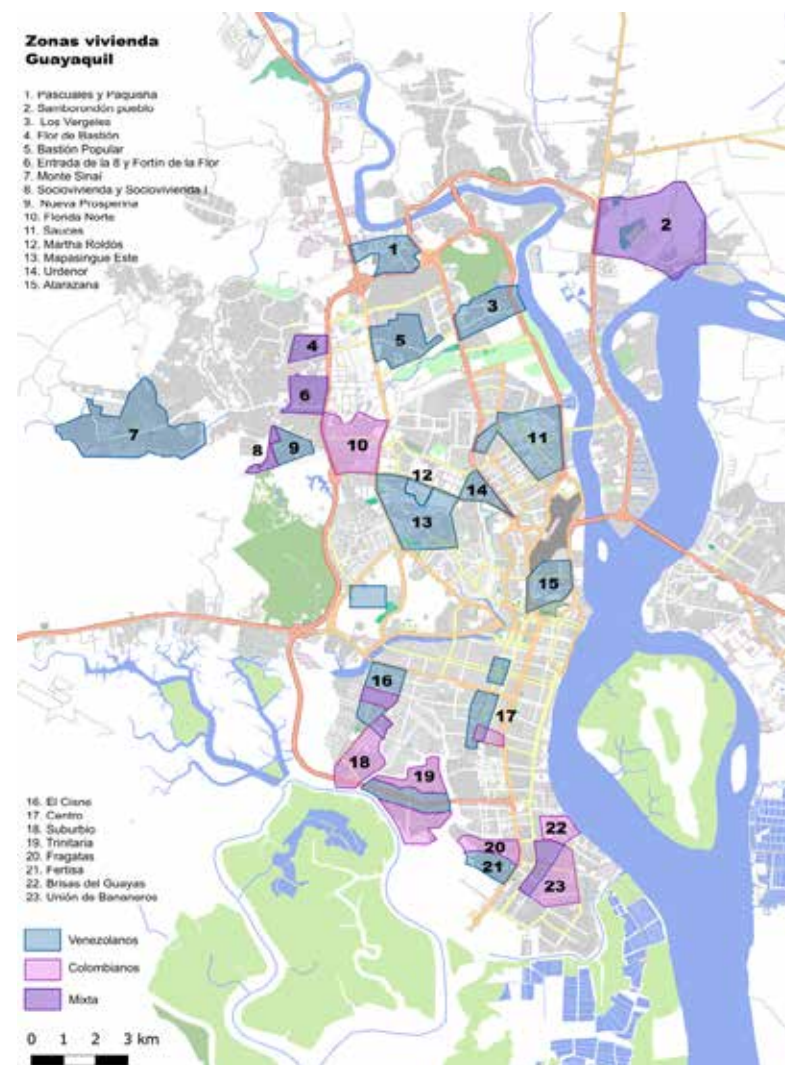 Zonas vivienda
Guayaquil
1. Pascuales y Paquisha
2. Samborondón pueblo
3. Los Vergeles
4. Flor de Bastión
5. Bastión Popular
6. Entrada de la 8 y Fortín de la Flor
7. Monte Sinaí
8. Sociovivienda y Sociovivienda I
9. Nueva Prosperina
10. Florida Norte
11. Sauces
12. Martha Roldós
13. Mapasingue Este
14. Urdenor
15. Atarazana
1
2
3
4
5
6
7
8
9
10
11
12
13
14
15
16
17
18
19
20
21
22
23
16. El Cisne
17. Centro
18. Suburbio
19. Trinitaria
20. Fragatas
21. Fertisa
22. Brisas del Guayas
23. Unión de Bananeros
Venezolanos
Colombianos
Mixta
0 1 2 3 km